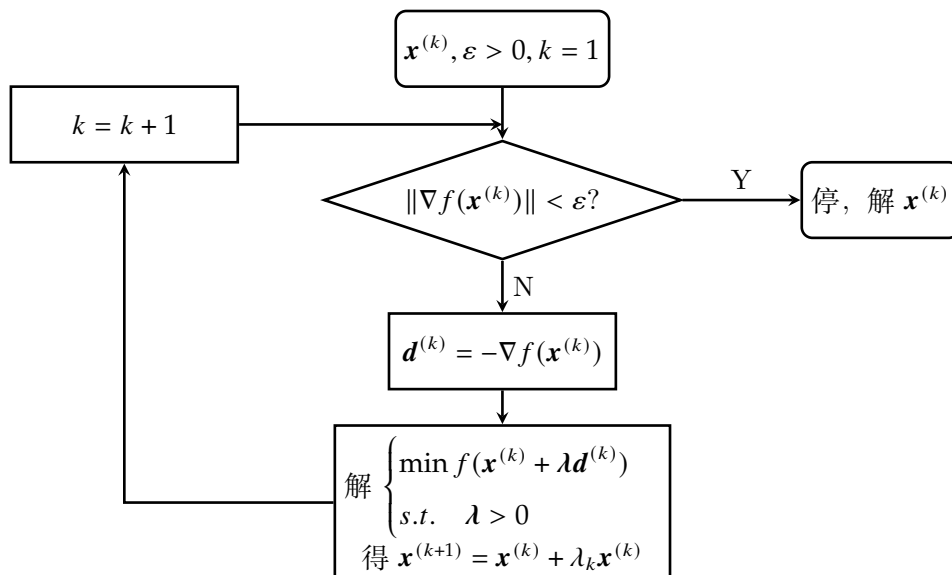 x^{(k)}, ε > 0, k = 1
k = k + 1
‖∇f(x^{(k)})‖ < ε?
Y
停，解 x^{(k)}
N
d^{(k)} = −∇f(x^{(k)})
解 { min f(x^{(k)} + λd^{(k)})
s.t. λ > 0
得 x^{(k+1)} = x^{(k)} + λ_k x^{(k)}